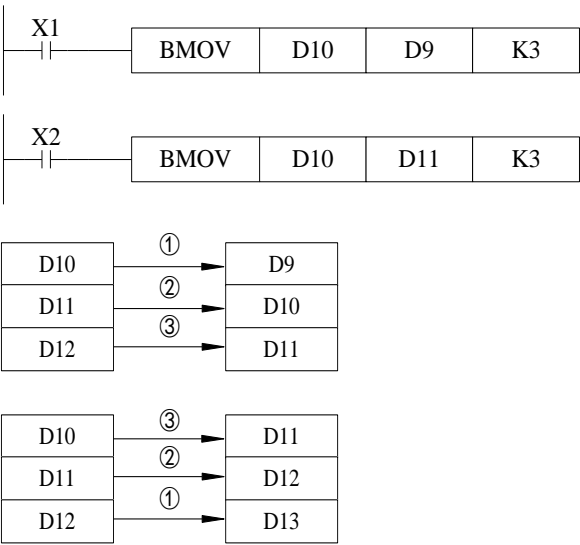 X1
BMOV D10 D9 K3
X2
BMOV D10 D11 K3
①
D10 D9
②
D11 D10
③
D12 D11
③
D10 D11
②
D11 D12
①
D12 D13